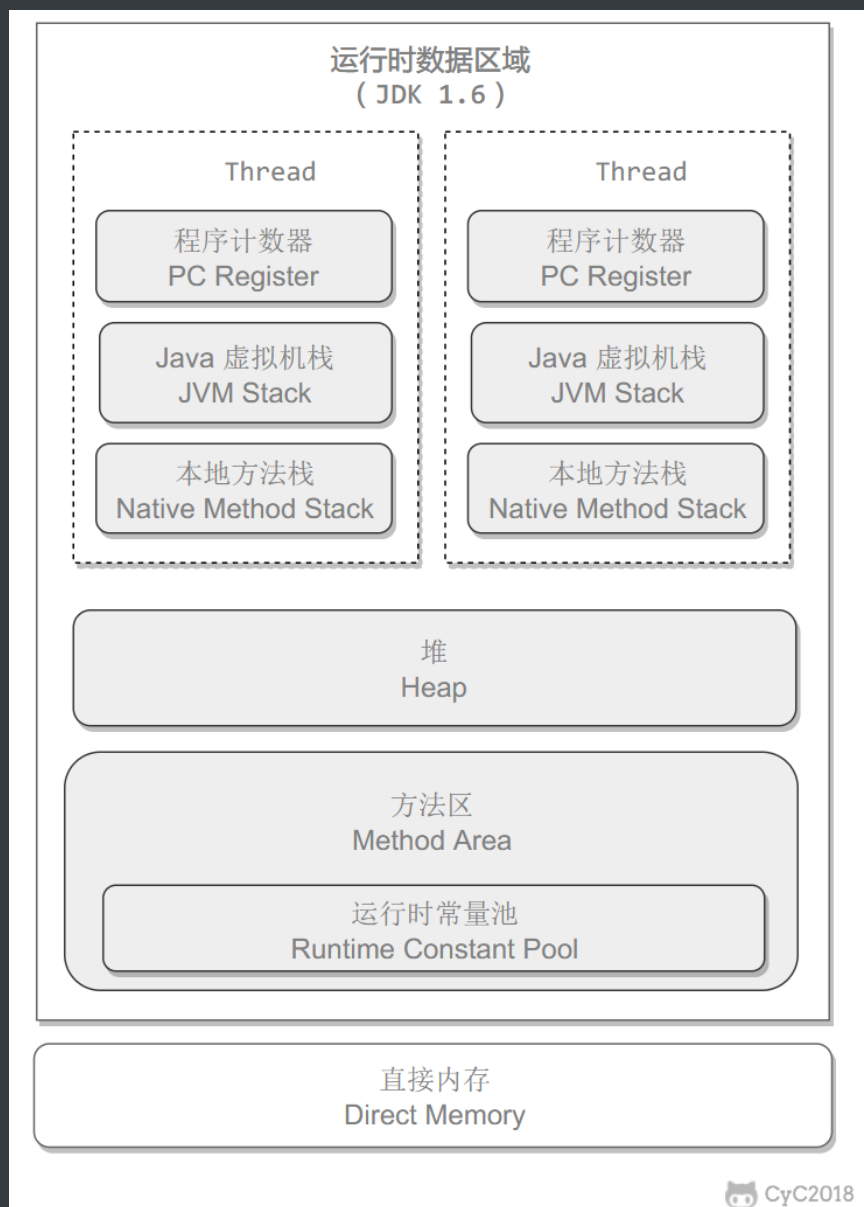 运行时数据区域
( JDK 1.6 )
Thread
程序计数器
PC Register
Java 虚拟机栈
JVM Stack
本地方法栈
Native Method Stack
Thread
程序计数器
PC Register
Java 虚拟机栈
JVM Stack
本地方法栈
Native Method Stack
堆
Heap
方法区
Method Area
运行时常量池
Runtime Constant Pool
直接内存
Direct Memory
CyC2018